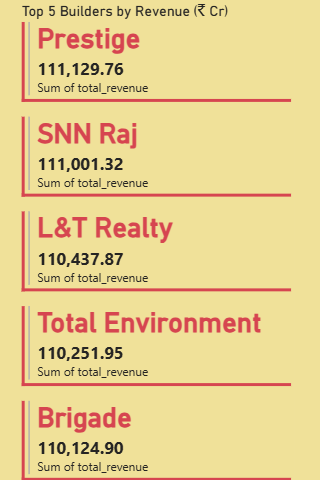 Top 5 Builders by Revenue (₹ Cr)
Prestige
111,129.76
Sum of total_revenue
SNN Raj
111,001.32
Sum of total_revenue
L&T Realty
110,437.87
Sum of total_revenue
Total Environment
110,251.95
Sum of total_revenue
Brigade
110,124.90
Sum of total_revenue